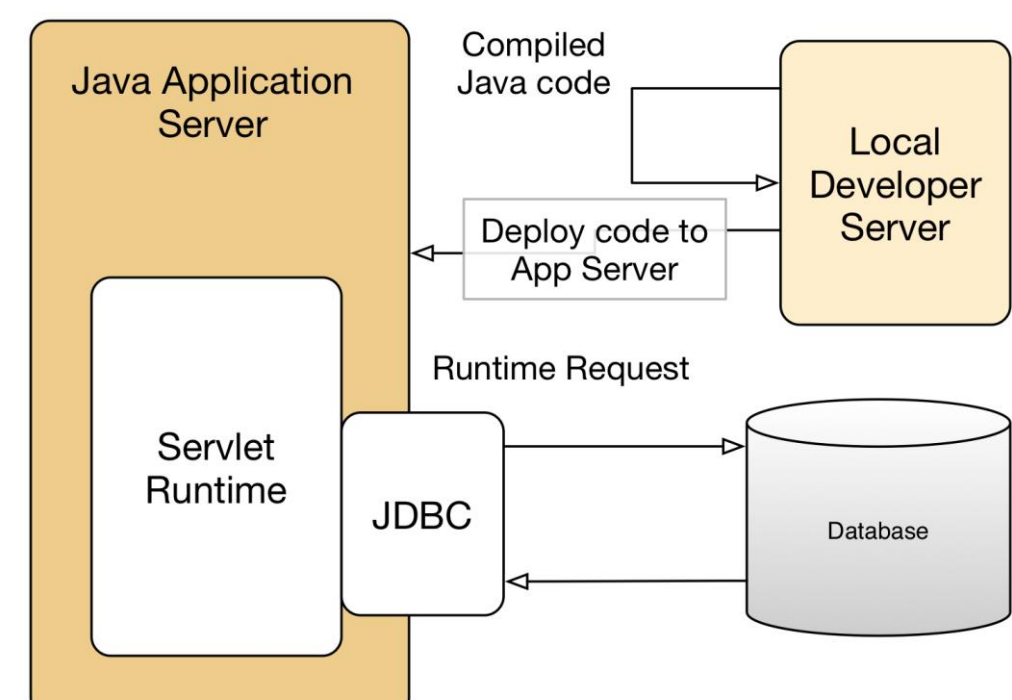 Java Application
Server
Compiled
Java code
Local
Developer
Server
Deploy code to
App Server
Runtime Request
Servlet
Runtime
JDBC
Database